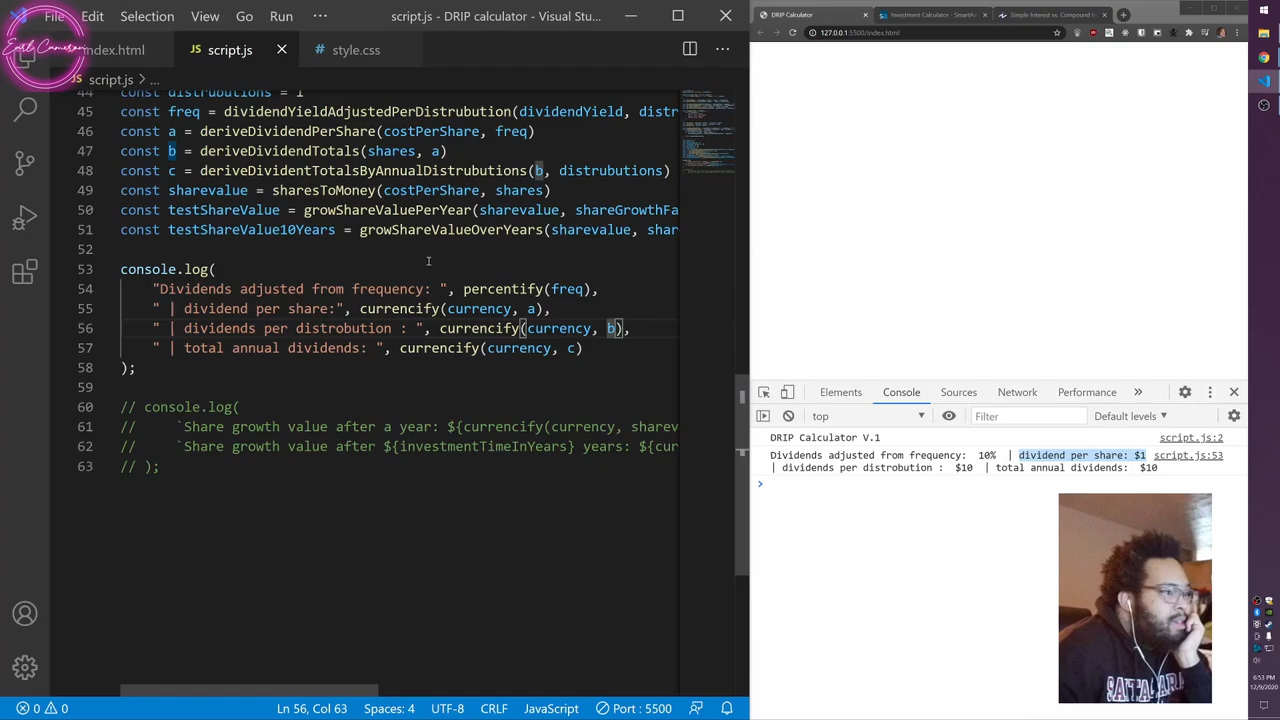 File
Edit
Selection
View
Go
Run
···
script.js - DRIP calculator - Visual Stu...
Emily Cameron
index.html
JS script.js
# style.css
JS script.js > ...
44 const distrubutions = 1
45 const freq = dividendYieldAdjustedPerDistrubution(dividendYield, distr
46 const a = deriveDividendPerShare(costPerShare, freq)
47 const b = deriveDividendTotals(shares, a)
48 const c = deriveDividentTotalsByAnnualDistrubutions(b, distrubutions)
49 const sharevalue = sharesToMoney(costPerShare, shares)
50 const testShareValue = growShareValuePerYear(sharevalue, shareGrowthFa
51 const testShareValue10Years = growShareValueOverYears(sharevalue, shar
52
53 console.log(
54 "Dividends adjusted from frequency: ", percentify(freq),
55 " | dividend per share:", currencify(currency, a),
56 " | dividends per distrobution : ", currencify(currency, b),
57 " | total annual dividends: ", currencify(currency, c)
58 );
59
60 // console.log(
61 // `Share growth value after a year: ${currencify(currency, sharev
62 // `Share growth value after ${investmentTimeInYears} years: ${cur
63 // );
0
0
Ln 56, Col 63
Spaces: 4
UTF-8
CRLF
JavaScript
Port : 5500
DRIP Calculator
Investment Calculator - SmartA
Simple Interest vs. Compound I
127.0.0.1:5500/index.html
Elements
Console
Sources
Network
Performance
»
top
Filter
Default levels
DRIP Calculator V.1 script.js:2
Dividends adjusted from frequency: 10% | dividend per share: $1 script.js:53
| dividends per distrobution : $10 | total annual dividends: $10
>
6:53 PM
12/9/2020